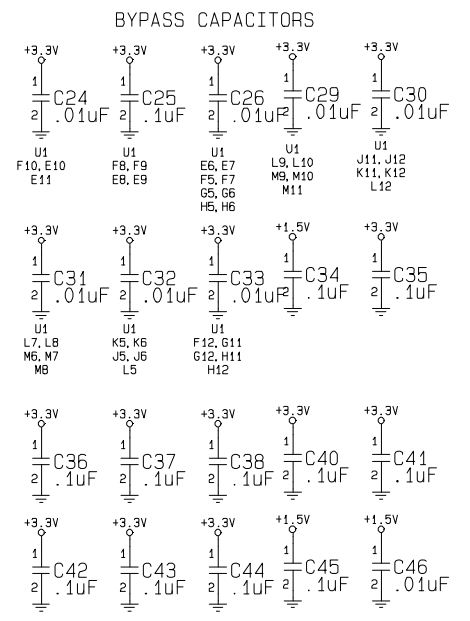 BYPASS CAPACITORS
+3.3V +3.3V +3.3V +3.3V +3.3V
1 1 1 1 1
C24 C25 C26 C29 C30
2 .01uF 2 .1uF 2 .01uF 2 .01uF 2 .01uF
U1 U1 U1 U1 U1
F10, E10 F8, F9 E6, E7 L9, L10 J11, J12
E11 E8, E9 F5, F7 M9, M10 K11, K12
G5, G6 M11 L12
H5, H6
+3.3V +3.3V +3.3V +1.5V +3.3V
1 1 1 1 1
C31 C32 C33 C34 C35
2 .01uF 2 .01uF 2 .01uF 2 .1uF 2 .1uF
U1 U1 U1
L7, L8 K5, K6 F12, G11
M6, M7 J5, J6 G12, H11
M8 L5 H12
+3.3V +3.3V +3.3V +3.3V +3.3V
1 1 1 1 1
C36 C37 C38 C40 C41
2 .1uF 2 .1uF 2 .1uF 2 .1uF 2 .1uF
+3.3V +3.3V +3.3V +1.5V +1.5V
1 1 1 1 1
C42 C43 C44 C45 C46
2 .1uF 2 .1uF 2 .1uF 2 .1uF 2 .01uF